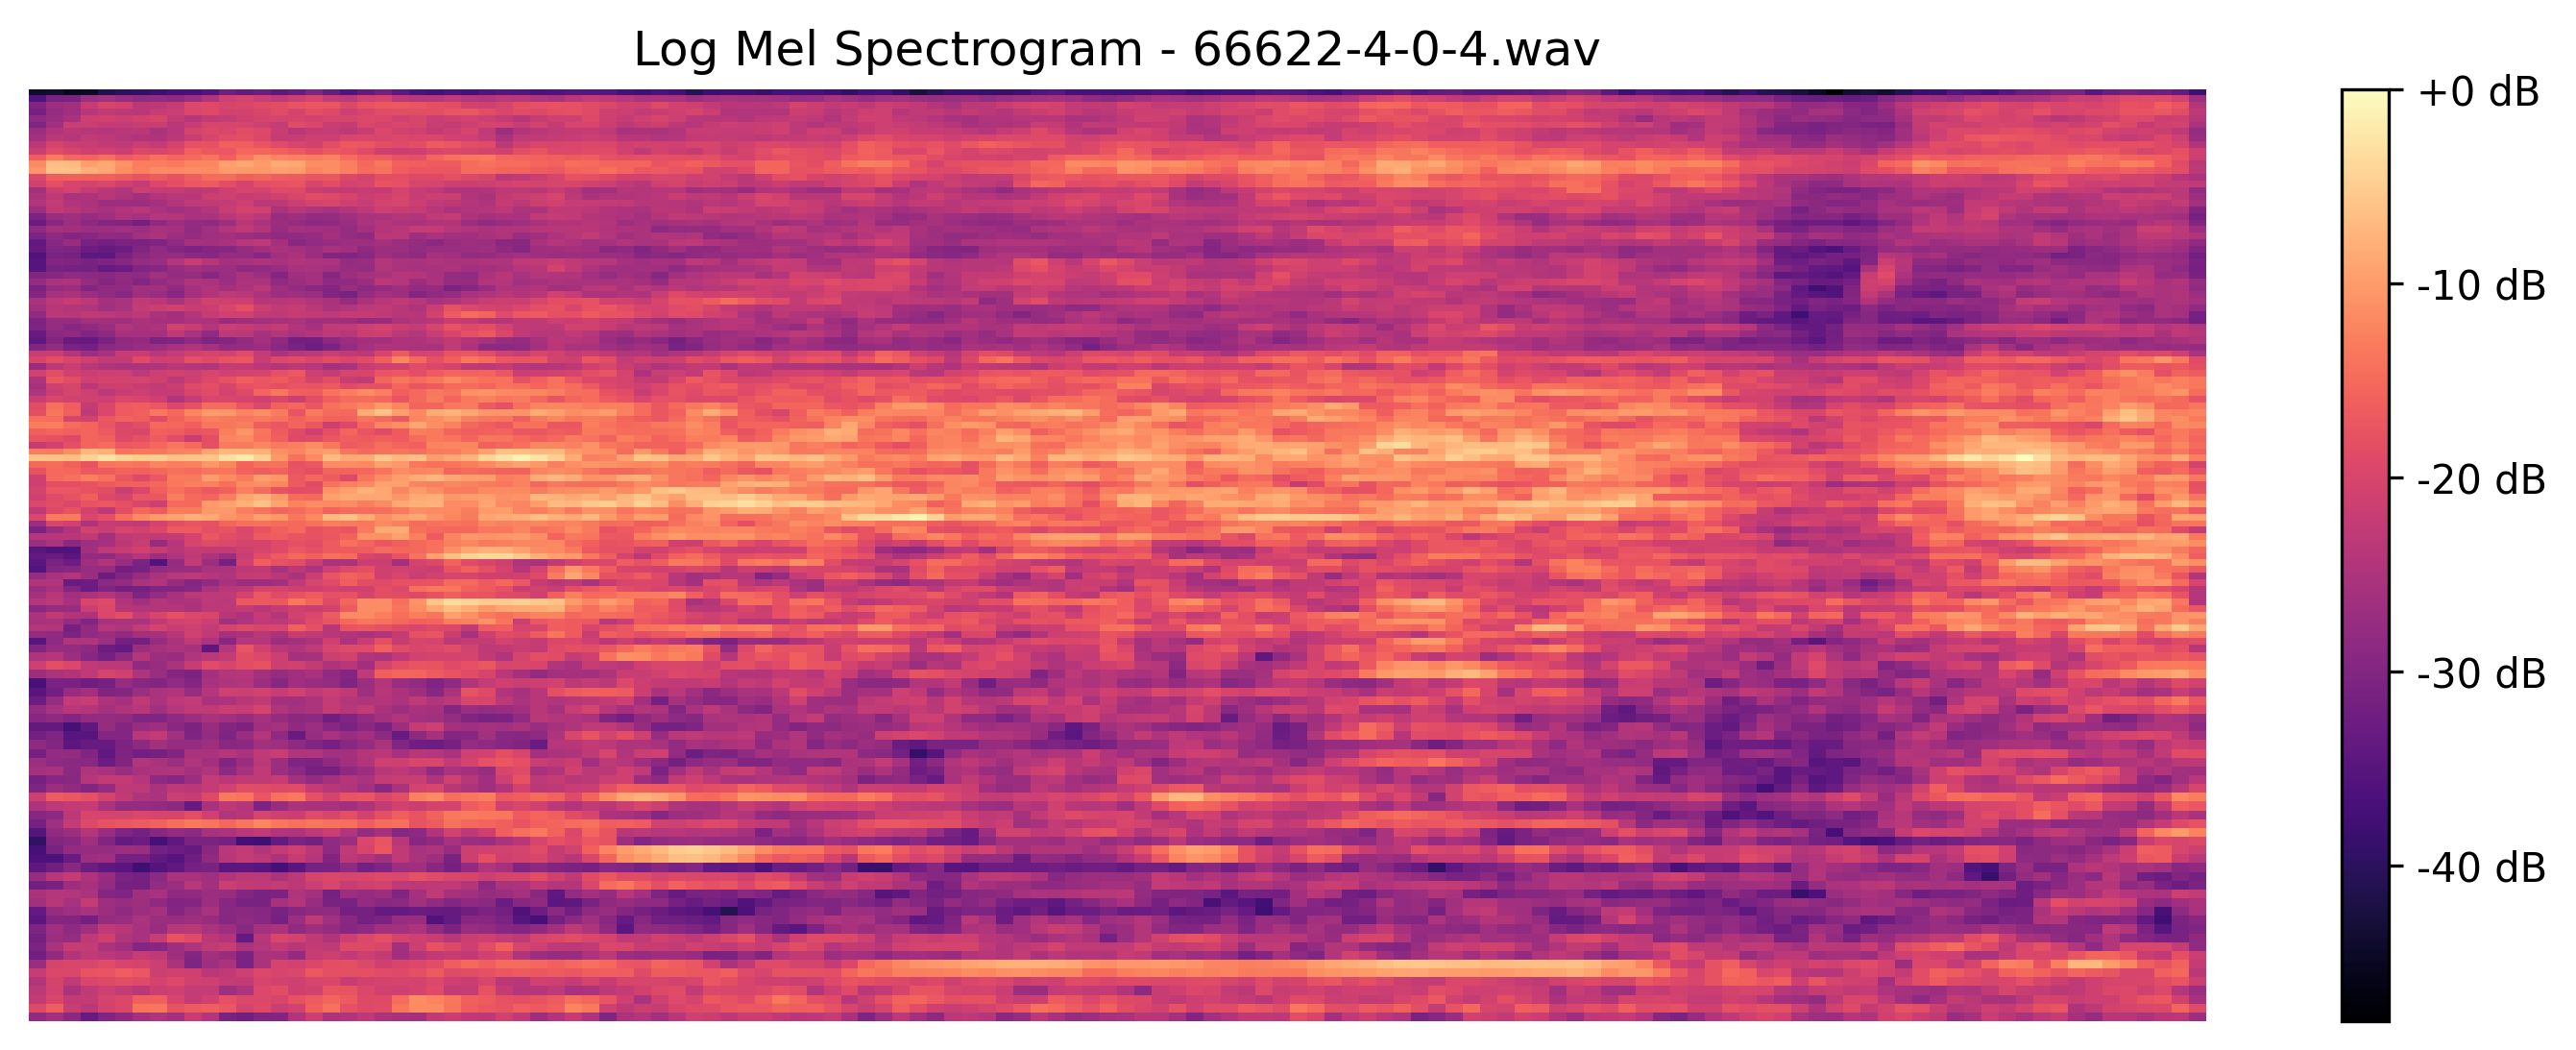 Log Mel Spectrogram - 66622-4-0-4.wav
+0 dB
-10 dB
-20 dB
-30 dB
-40 dB